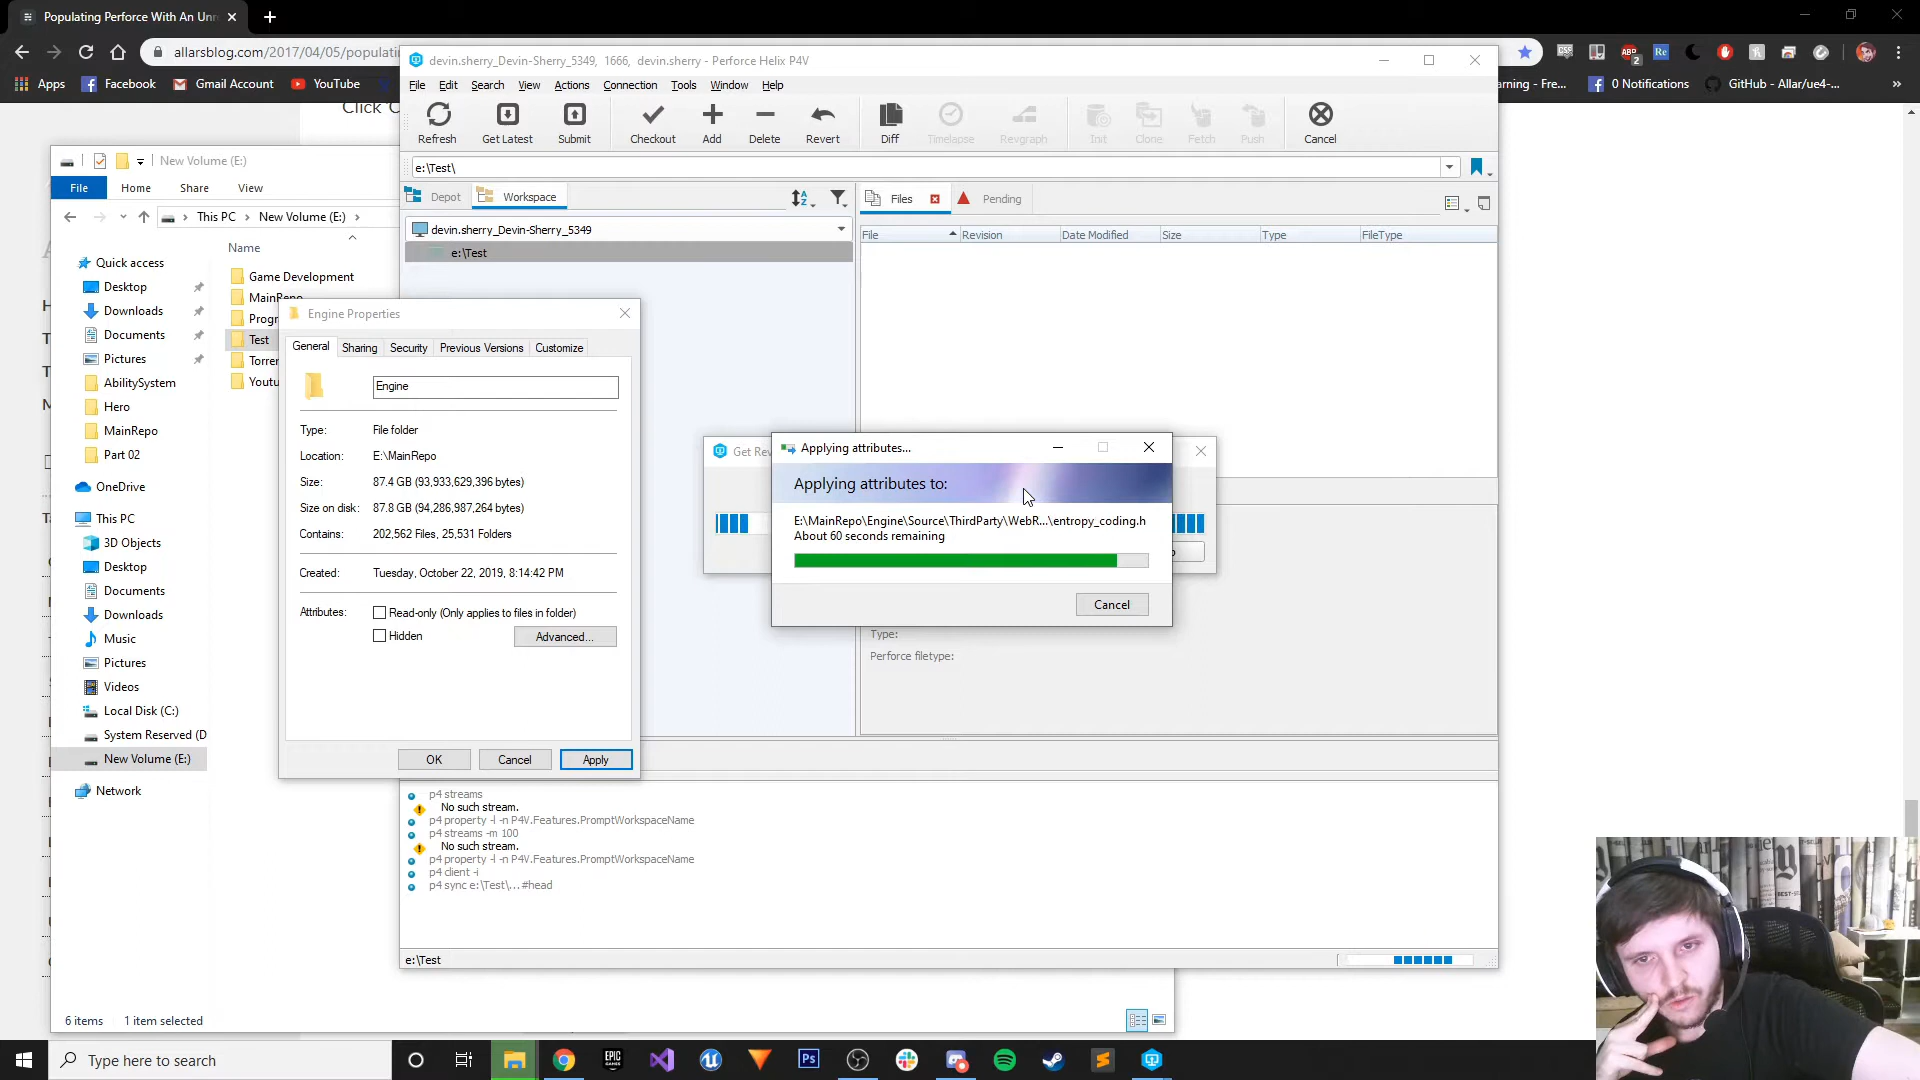 Populating Perforce With An Unr
allarsblog.com/2017/04/05/populati
Apps
Facebook
Gmail Account
YouTube
arning - Fre...
0 Notifications
GitHub - Allar/ue4-...
Click 'C
devin.sherry_Devin-Sherry_5349, 1666, devin.sherry - Perforce Helix P4V
File Edit Search View Actions Connection Tools Window Help
Refresh Get Latest Submit Checkout Add Delete Revert Diff Timelapse Revgraph Init Clone Fetch Push Cancel
e:\Test\
Depot Workspace
devin.sherry_Devin-Sherry_5349
e:\Test
Files Pending
File Revision Date Modified Size Type FileType
New Volume (E:)
File Home Share View
This PC > New Volume (E:) >
Name
Quick access
Desktop
Downloads
Documents
Pictures
AbilitySystem
Hero
MainRepo
Part 02
OneDrive
This PC
3D Objects
Desktop
Documents
Downloads
Music
Pictures
Videos
Local Disk (C:)
System Reserved (D
New Volume (E:)
Network
Game Development
MainRepo
Progr
Test
Torre
Youtu
6 items 1 item selected
Engine Properties
General Sharing Security Previous Versions Customize
Engine
Type: File folder
Location: E:\MainRepo
Size: 87.4 GB (93,933,629,396 bytes)
Size on disk: 87.8 GB (94,286,987,264 bytes)
Contains: 202,562 Files, 25,531 Folders
Created: Tuesday, October 22, 2019, 8:14:42 PM
Attributes: Read-only (Only applies to files in folder)
Hidden
Advanced...
OK Cancel Apply
Get Rev
Applying attributes...
Applying attributes to:
E:\MainRepo\Engine\Source\ThirdParty\WebR...\entropy_coding.h
About 60 seconds remaining
Cancel
Type:
Perforce filetype:
p4 streams
No such stream.
p4 property -l -n P4V.Features.PromptWorkspaceName
p4 streams -m 100
No such stream.
p4 property -l -n P4V.Features.PromptWorkspaceName
p4 client -i
p4 sync e:\Test\... #head
e:\Test
Type here to search